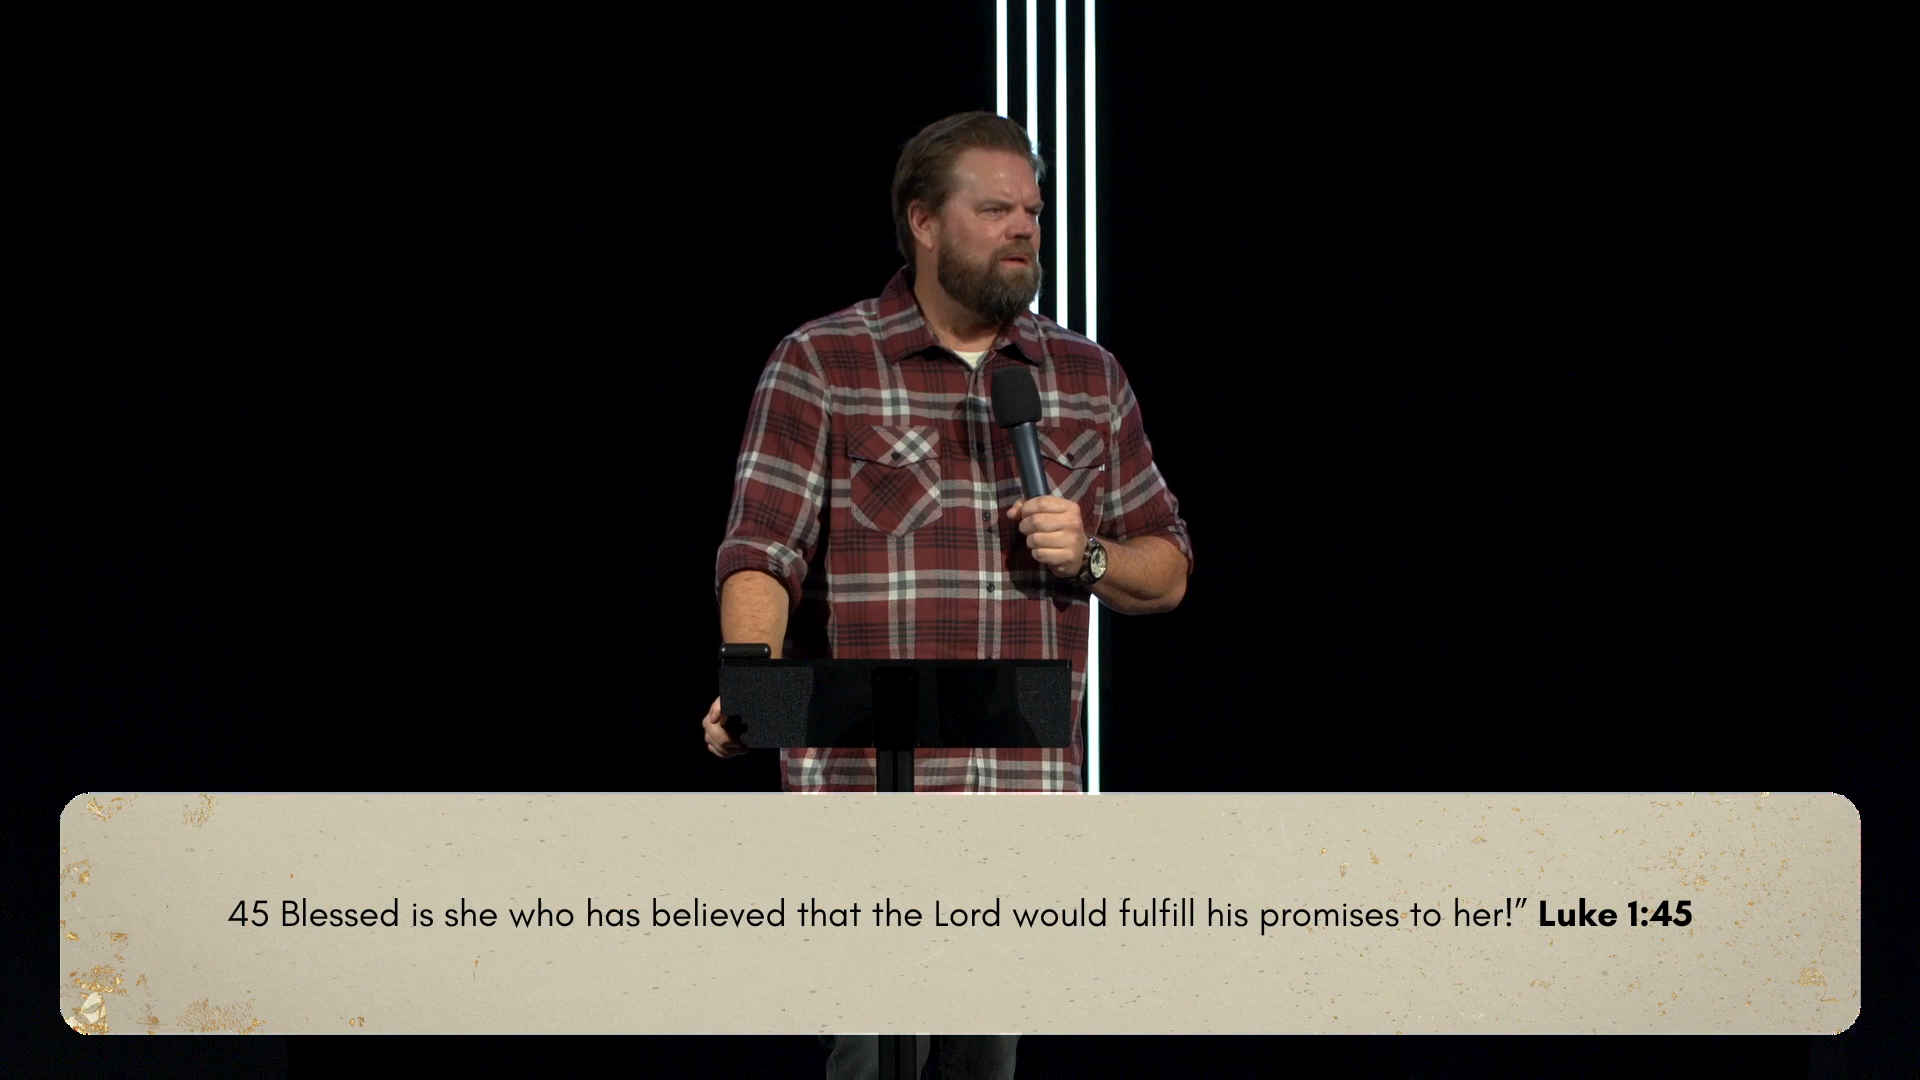 45 Blessed is she who has believed that the Lord would fulfill his promises to her!” Luke 1:45